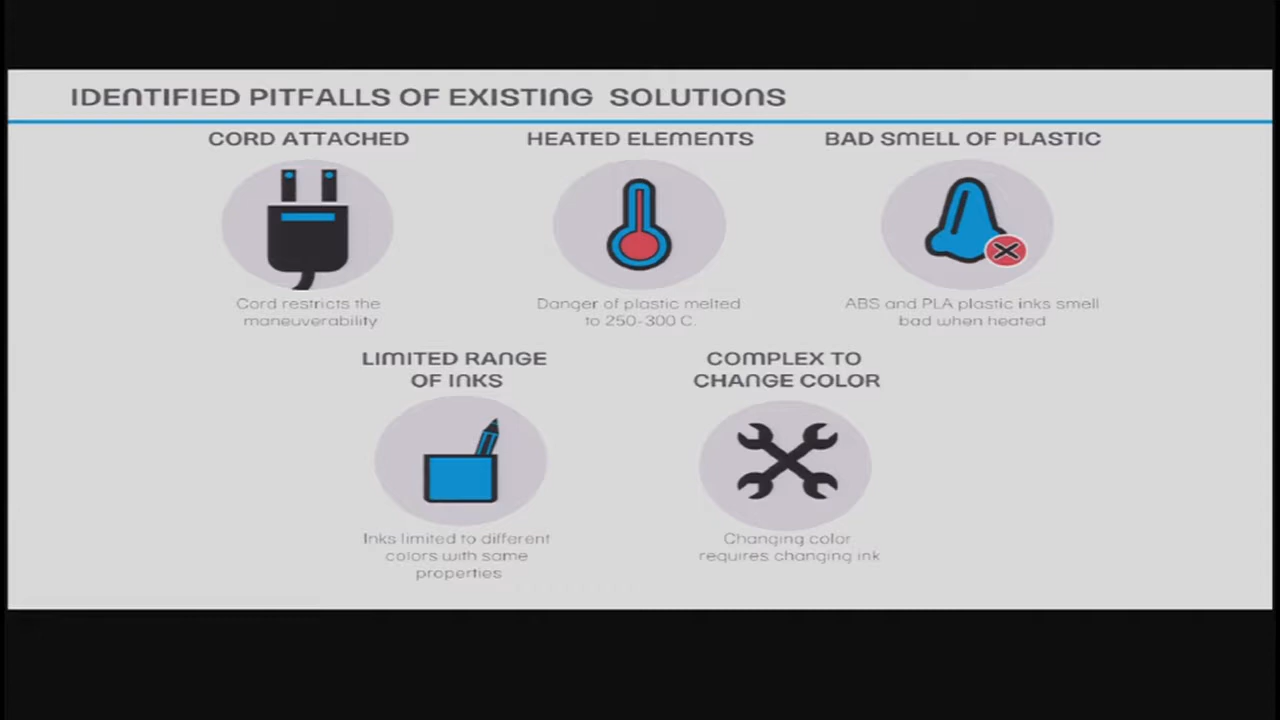 IDENTIFIED PITFALLS OF EXISTING SOLUTIONS
CORD ATTACHED
Cord restricts the
maneuverability
HEATED ELEMENTS
Danger of plastic melted
to 250-300 C.
BAD SMELL OF PLASTIC
ABS and PLA plastic inks smell
bad when heated
LIMITED RANGE
OF INKS
Inks limited to different
colors with same
properties
COMPLEX TO
CHANGE COLOR
Changing color
requires changing ink